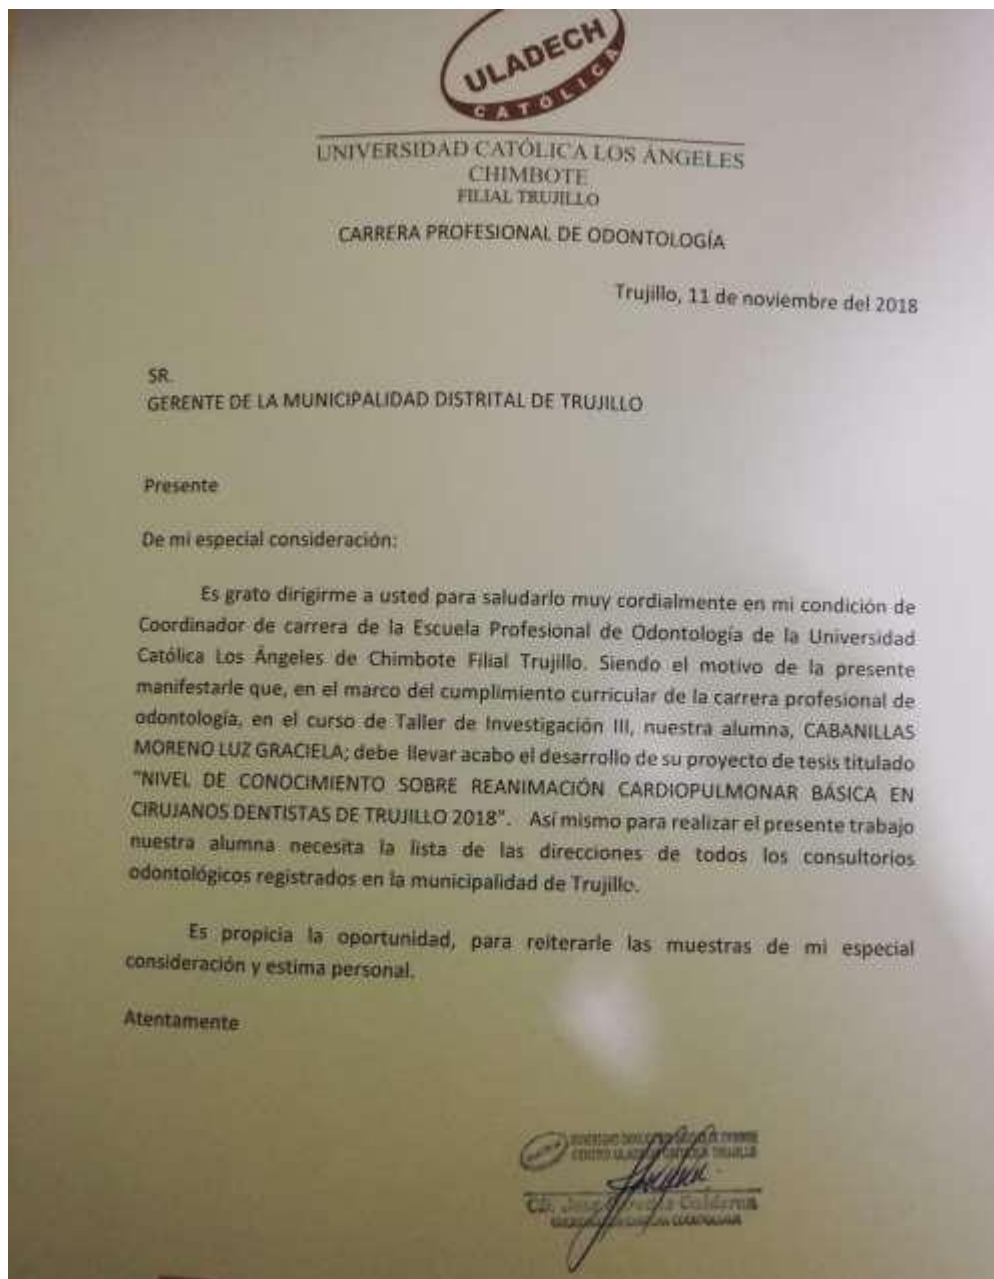 ULADECH
CATÓLICA
UNIVERSIDAD CATÓLICA LOS ÁNGELES
CHIMBOTE
FILIAL TRUJILLO
CARRERA PROFESIONAL DE ODONTOLOGÍA
Trujillo, 11 de noviembre del 2018
SR.
GERENTE DE LA MUNICIPALIDAD DISTRITAL DE TRUJILLO
Presente
De mi especial consideración:
Es grato dirigirme a usted para saludarlo muy cordialmente en mi condición de
Coordinador de carrera de la Escuela Profesional de Odontología de la Universidad
Católica Los Ángeles de Chimbote Filial Trujillo. Siendo el motivo de la presente
manifestarle que, en el marco del cumplimiento curricular de la carrera profesional de
odontología, en el curso de Taller de Investigación III, nuestra alumna, CABANILLAS
MORENO LUZ GRACIELA; debe llevar acabo el desarrollo de su proyecto de tesis titulado
"NIVEL DE CONOCIMIENTO SOBRE REANIMACIÓN CARDIOPULMONAR BÁSICA EN
CIRUJANOS DENTISTAS DE TRUJILLO 2018". Así mismo para realizar el presente trabajo
nuestra alumna necesita la lista de las direcciones de todos los consultorios
odontológicos registrados en la municipalidad de Trujillo.
Es propicia la oportunidad, para reiterarle las muestras de mi especial
consideración y estima personal.
Atentamente
CD.